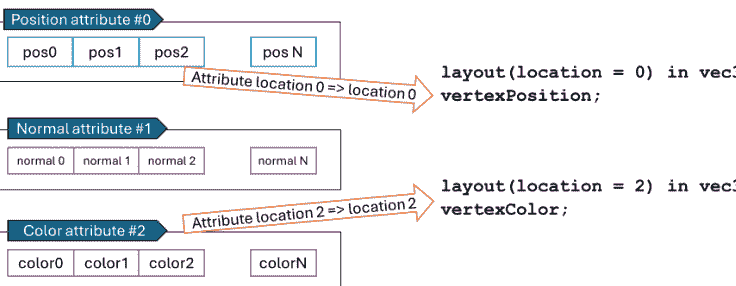 Position attribute #0
pos0 pos1 pos2 pos N
Attribute location 0 => location 0
layout(location = 0) in vec3
vertexPosition;
Normal attribute #1
normal 0 normal 1 normal 2 normal N
layout(location = 2) in vec3
vertexColor;
Attribute location 2 => location 2
Color attribute #2
color0 color1 color2 colorN